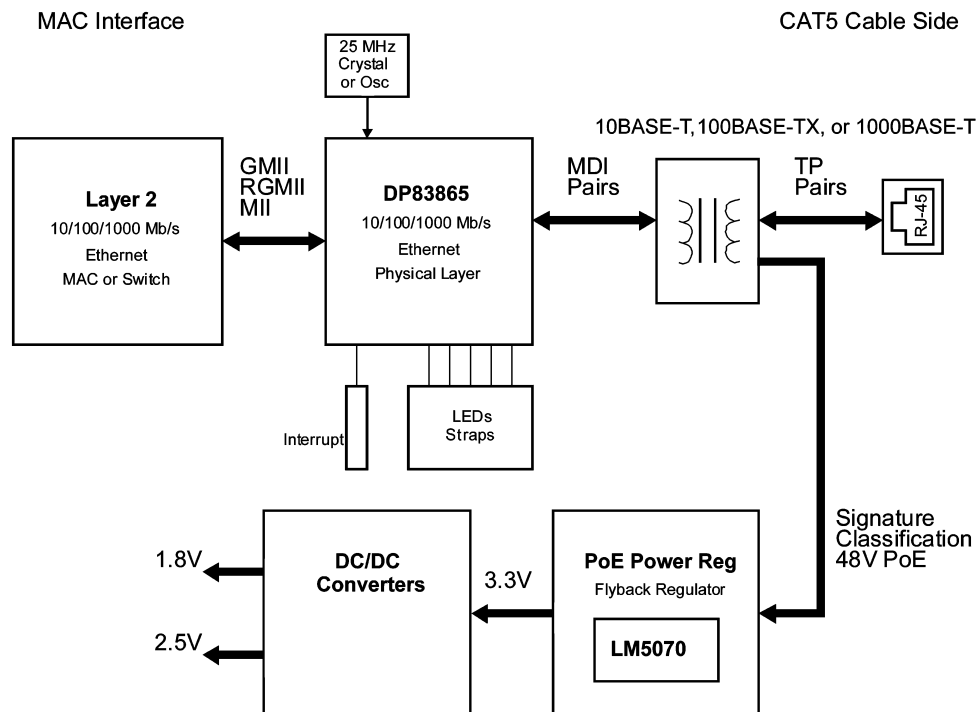 MAC Interface
CAT5 Cable Side
25 MHz
Crystal
or Osc
10BASE-T, 100BASE-TX, or 1000BASE-T
Layer 2
10/100/1000 Mb/s
Ethernet
MAC or Switch
GMII
RGMII
MII
DP83865
10/100/1000 Mb/s
Ethernet
Physical Layer
MDI
Pairs
TP
Pairs
RJ-45
Interrupt
LEDs
Straps
Signature
Classification
48V PoE
1.8V
2.5V
DC/DC
Converters
3.3V
PoE Power Reg
Flyback Regulator
LM5070